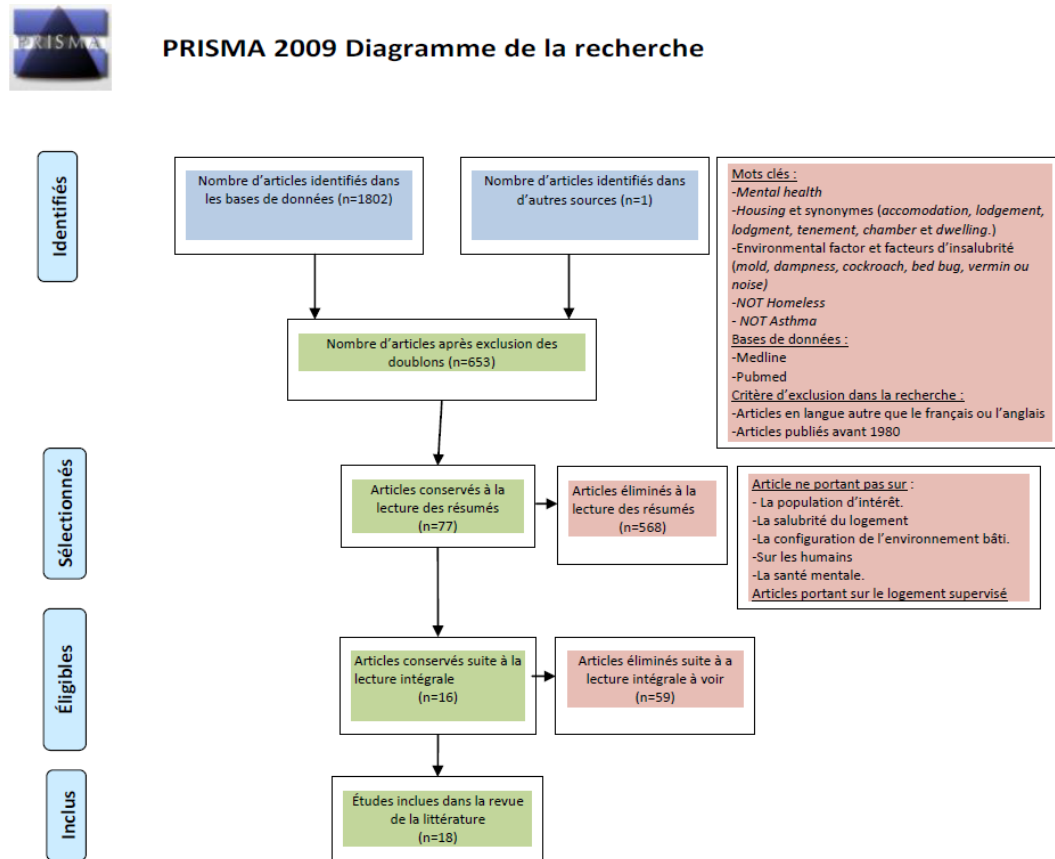 PRISMA
PRISMA 2009 Diagramme de la recherche
Identifiés
Nombre d'articles identifiés dans
les bases de données (n=1802)
Nombre d'articles identifiés dans
d'autres sources (n=1)
Mots clés :
-Mental health
-Housing et synonymes (accomodation, lodgement,
lodgment, tenement, chamber et dwelling.)
-Environmental factor et facteurs d'insalubrité
(mold, dampness, cockroach, bed bug, vermin ou
noise)
-NOT Homeless
- NOT Asthma
Bases de données :
-Medline
-Pubmed
Critère d'exclusion dans la recherche :
-Articles en langue autre que le français ou l'anglais
-Articles publiés avant 1980
Nombre d'articles après exclusion des
doublons (n=653)
Sélectionnés
Articles conservés à la
lecture des résumés
(n=77)
Articles éliminés à la
lecture des résumés
(n=568)
Article ne portant pas sur :
- La population d'intérêt.
-La salubrité du logement
-La configuration de l'environnement bâti.
-Sur les humains
-La santé mentale.
Articles portant sur le logement supervisé
Éligibles
Articles conservés suite à la
lecture intégrale
(n=16)
Articles éliminés suite à a
lecture intégrale à voir
(n=59)
Inclus
Études inclues dans la revue
de la littérature
(n=18)